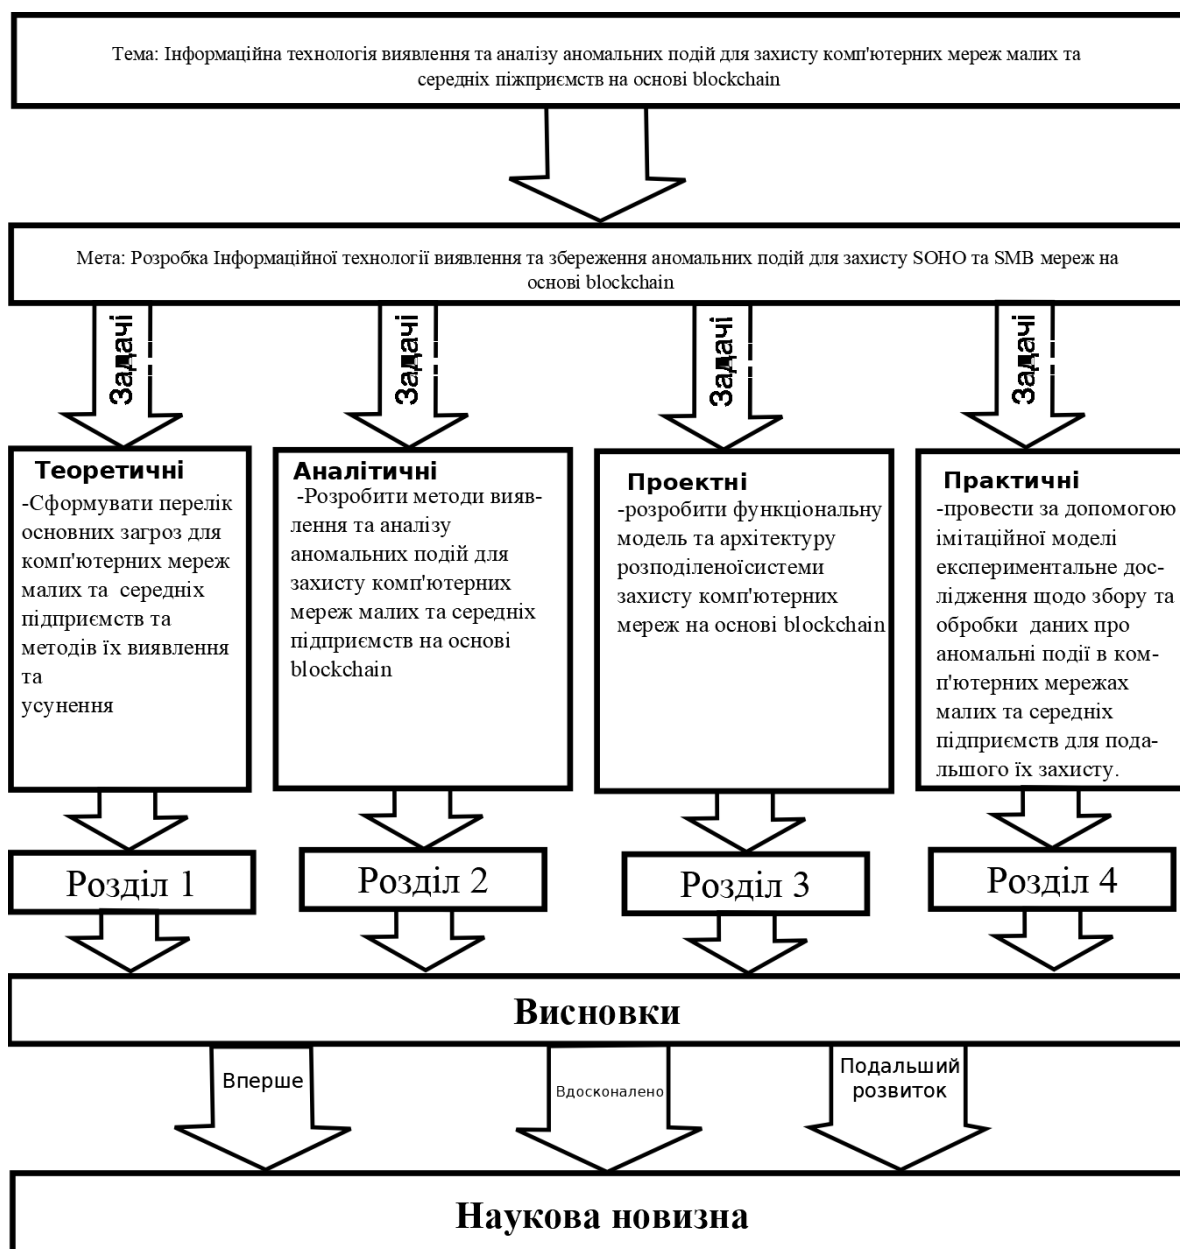 Тема: Інформаційна технологія виявлення та аналізу аномальних подій для захисту комп'ютерних мереж малих та
середніх піжприємств на основі blockchain
Мета: Розробка Інформаційної технології виявлення та збереження аномальних подій для захисту SOHO та SMB мереж на
основі blockchain
Задачі
Задачі
Задачі
Задачі
Теоретичні
-Сформувати перелік
основних загроз для
комп'ютерних мереж
малих та середніх
підприємств та
методів їх виявлення
та
усунення
Аналітичні
-Розробити методи вияв-
лення та аналізу
аномальних подій для
захисту комп'ютерних
мереж малих та середніх
підприємств на основі
blockchain
Проектні
-розробити функціональну
модель та архітектуру
розподіленоїсистеми
захисту комп'ютерних
мереж на основі blockchain
Практичні
-провести за допомогою
імітаційної моделі
експериментальне дос-
лідження щодо збору та
обробки даних про
аномальні події в ком-
п'ютерних мережах
малих та середніх
підприємств для пода-
льшого їх захисту.
Розділ 1
Розділ 2
Розділ 3
Розділ 4
Висновки
Вперше
Вдосконалено
Подальший
розвиток
Наукова новизна